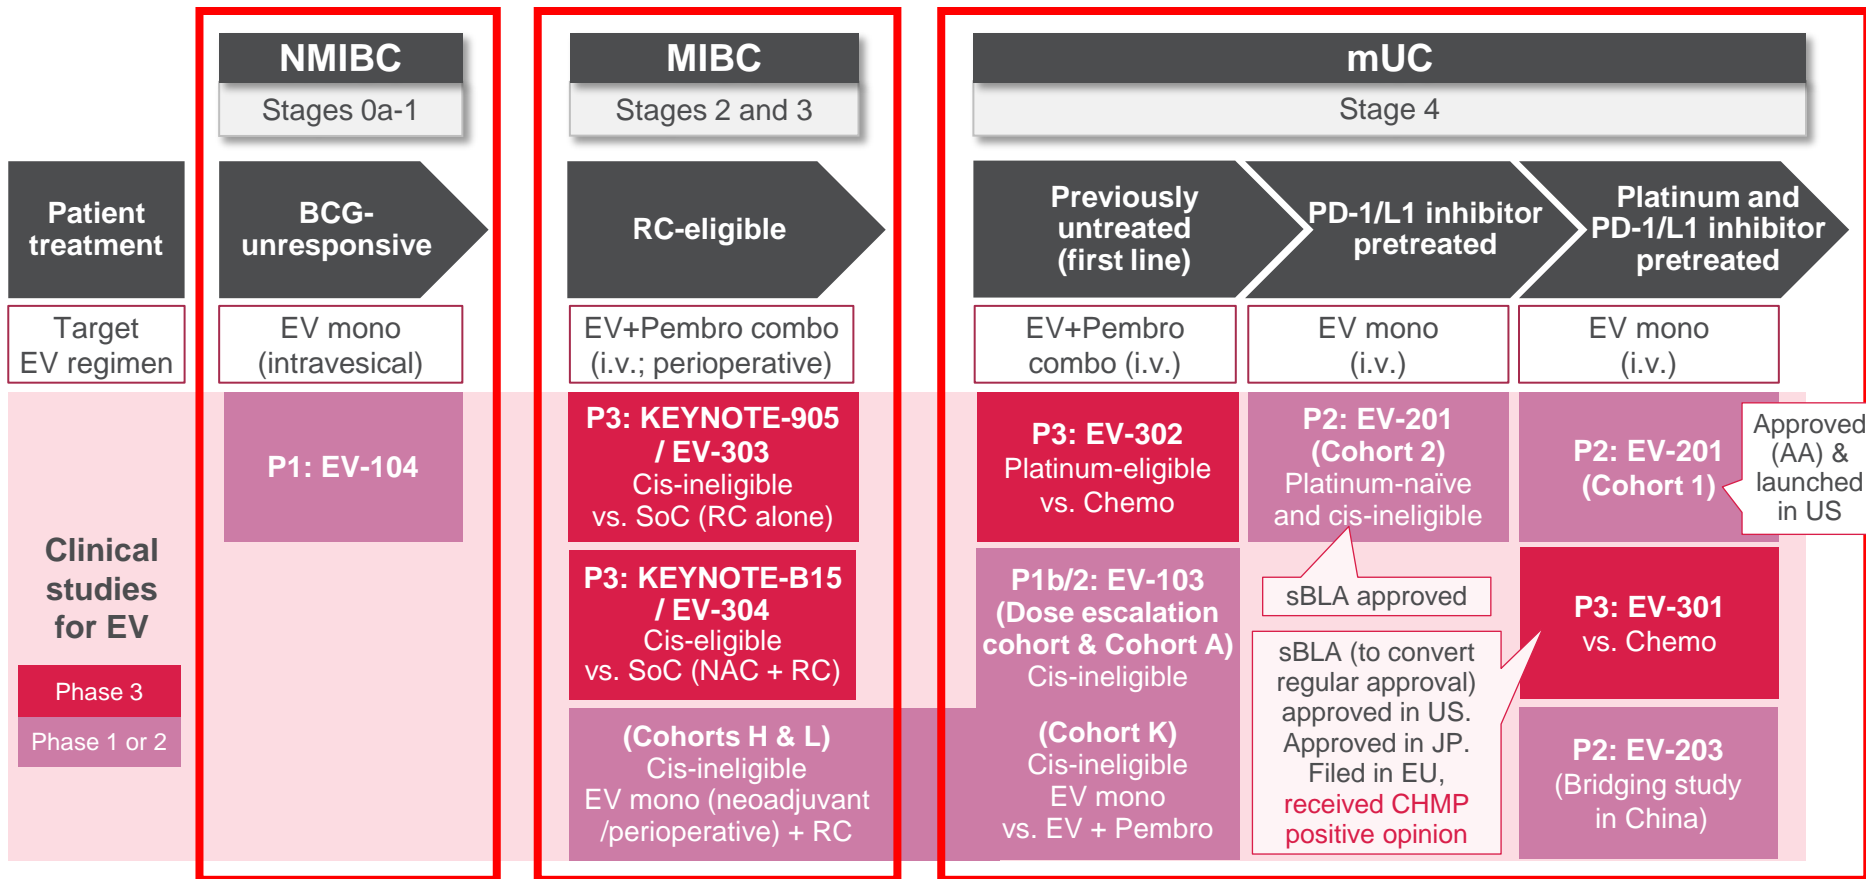 NMIBC
Stages 0a-1
MIBC
Stages 2 and 3
mUC
Stage 4
Patient
treatment
BCG-
unresponsive
RC-eligible
Previously
untreated
(first line)
PD-1/L1 inhibitor
pretreated
Platinum and
PD-1/L1 inhibitor
pretreated
Target
EV regimen
EV mono
(intravesical)
EV+Pembro combo
(i.v.; perioperative)
EV+Pembro
combo (i.v.)
EV mono
(i.v.)
EV mono
(i.v.)
Clinical
studies
for EV
Phase 3
Phase 1 or 2
P1: EV-104
P3: KEYNOTE-905
/ EV-303
Cis-ineligible
vs. SoC (RC alone)
P3: KEYNOTE-B15
/ EV-304
Cis-eligible
vs. SoC (NAC + RC)
(Cohorts H & L)
Cis-ineligible
EV mono (neoadjuvant
/perioperative) + RC
P3: EV-302
Platinum-eligible
vs. Chemo
P1b/2: EV-103
(Dose escalation
cohort & Cohort A)
Cis-ineligible
(Cohort K)
Cis-ineligible
EV mono
vs. EV + Pembro
P2: EV-201
(Cohort 2)
Platinum-naïve
and cis-ineligible
sBLA approved
sBLA (to convert
regular approval)
approved in US.
Approved in JP.
Filed in EU,
received CHMP
positive opinion
P2: EV-201
(Cohort 1)
Approved
(AA) &
launched
in US
P3: EV-301
vs. Chemo
P2: EV-203
(Bridging study
in China)